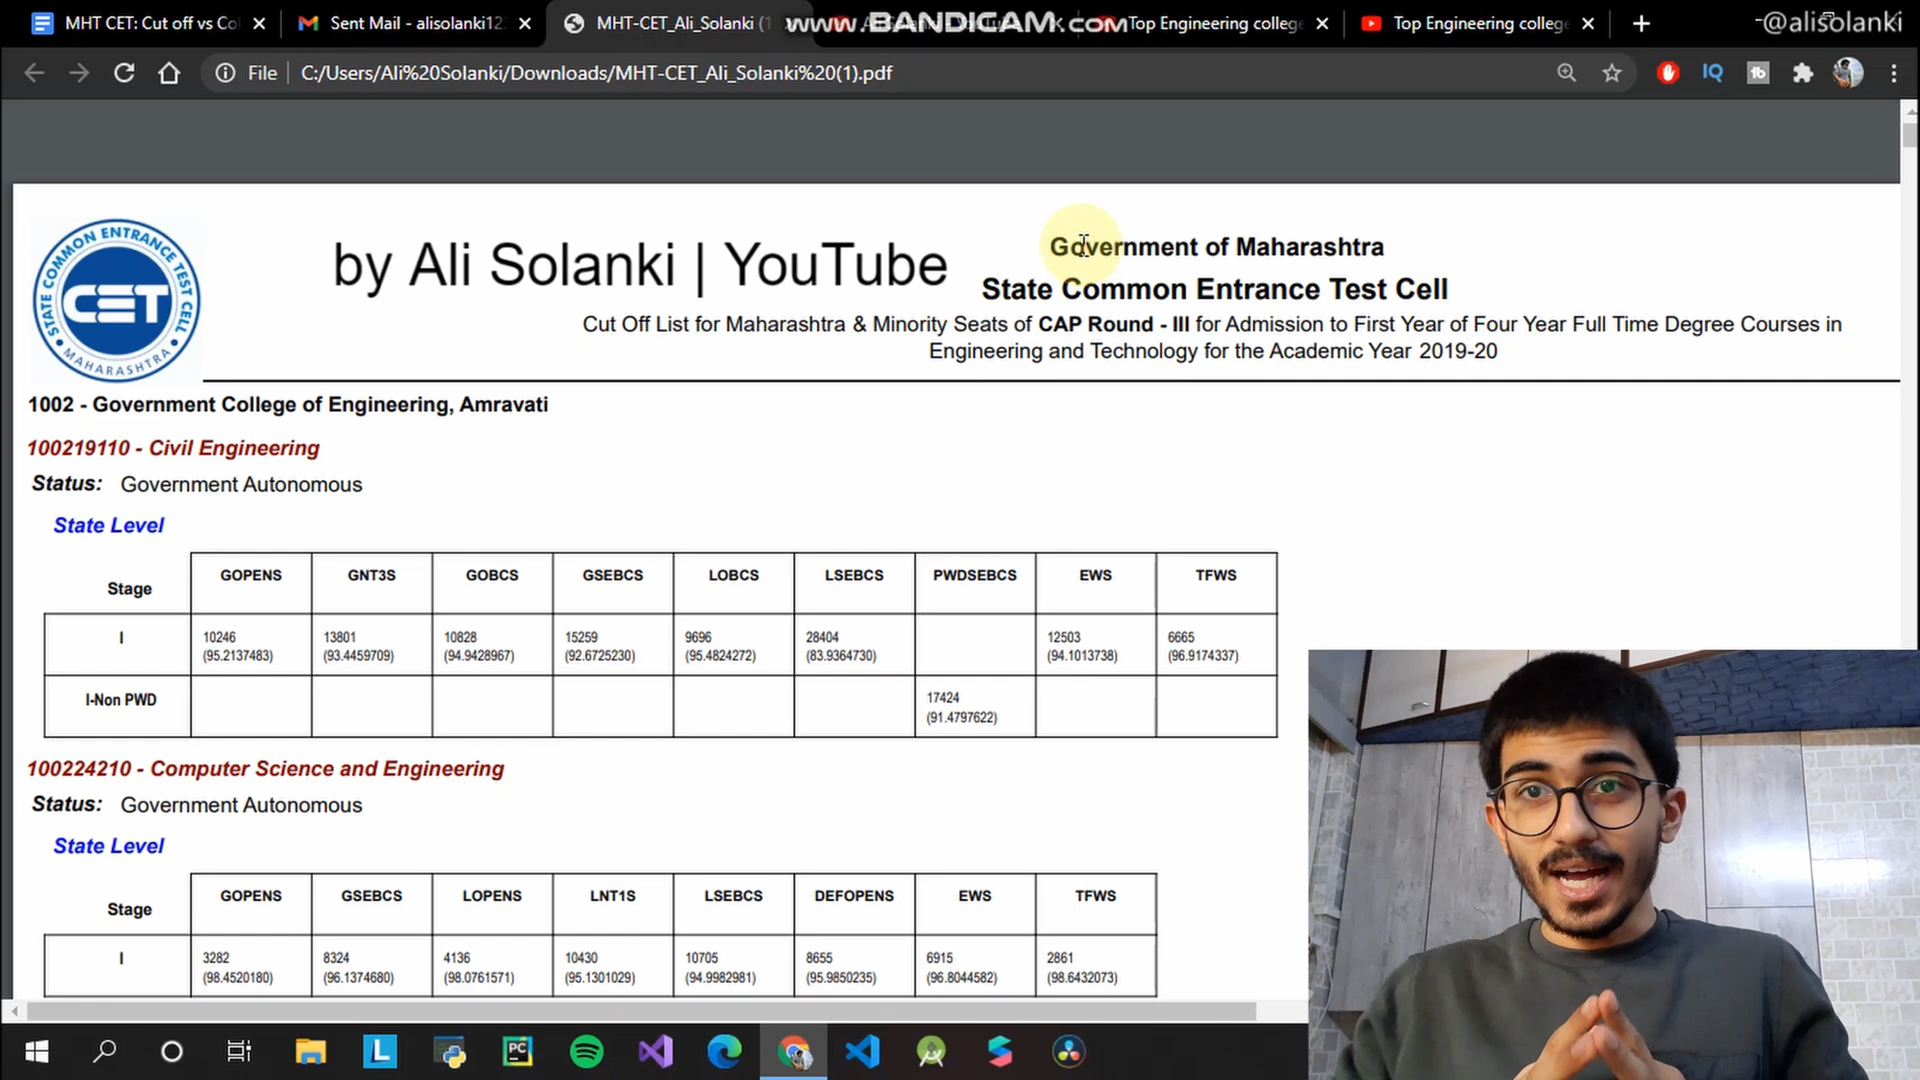 MHT CET: Cut off vs Co
Sent Mail - alisolanki12
MHT-CET_Ali_Solanki (1
www.BANDICAM.com
Top Engineering colleg
Top Engineering colleg
@alisolanki
File
C:/Users/Ali%20Solanki/Downloads/MHT-CET_Ali_Solanki%20(1).pdf
IQ
tb
STATE COMMON ENTRANCE TEST CELL
CET
MAHARASHTRA
by Ali Solanki | YouTube
Government of Maharashtra
State Common Entrance Test Cell
Cut Off List for Maharashtra & Minority Seats of CAP Round - III for Admission to First Year of Four Year Full Time Degree Courses in
Engineering and Technology for the Academic Year 2019-20
1002 - Government College of Engineering, Amravati
100219110 - Civil Engineering
Status: Government Autonomous
State Level
Stage GOPENS GNT3S GOBCS GSEBCS LOBCS LSEBCS PWDSEBCS EWS TFWS
I 10246 13801 10828 15259 9696 28404 12503 6665
(95.2137483) (93.4459709) (94.9428967) (92.6725230) (95.4824272) (83.9364730) (94.1013738) (96.9174337)
I-Non PWD 17424
(91.4797622)
100224210 - Computer Science and Engineering
Status: Government Autonomous
State Level
Stage GOPENS GSEBCS LOPENS LNT1S LSEBCS DEFOPENS EWS TFWS
I 3282 8324 4136 10430 10705 8655 6915 2861
(98.4520180) (96.1374680) (98.0761571) (95.1301029) (94.9982981) (95.9850235) (96.8044582) (98.6432073)
L
PC